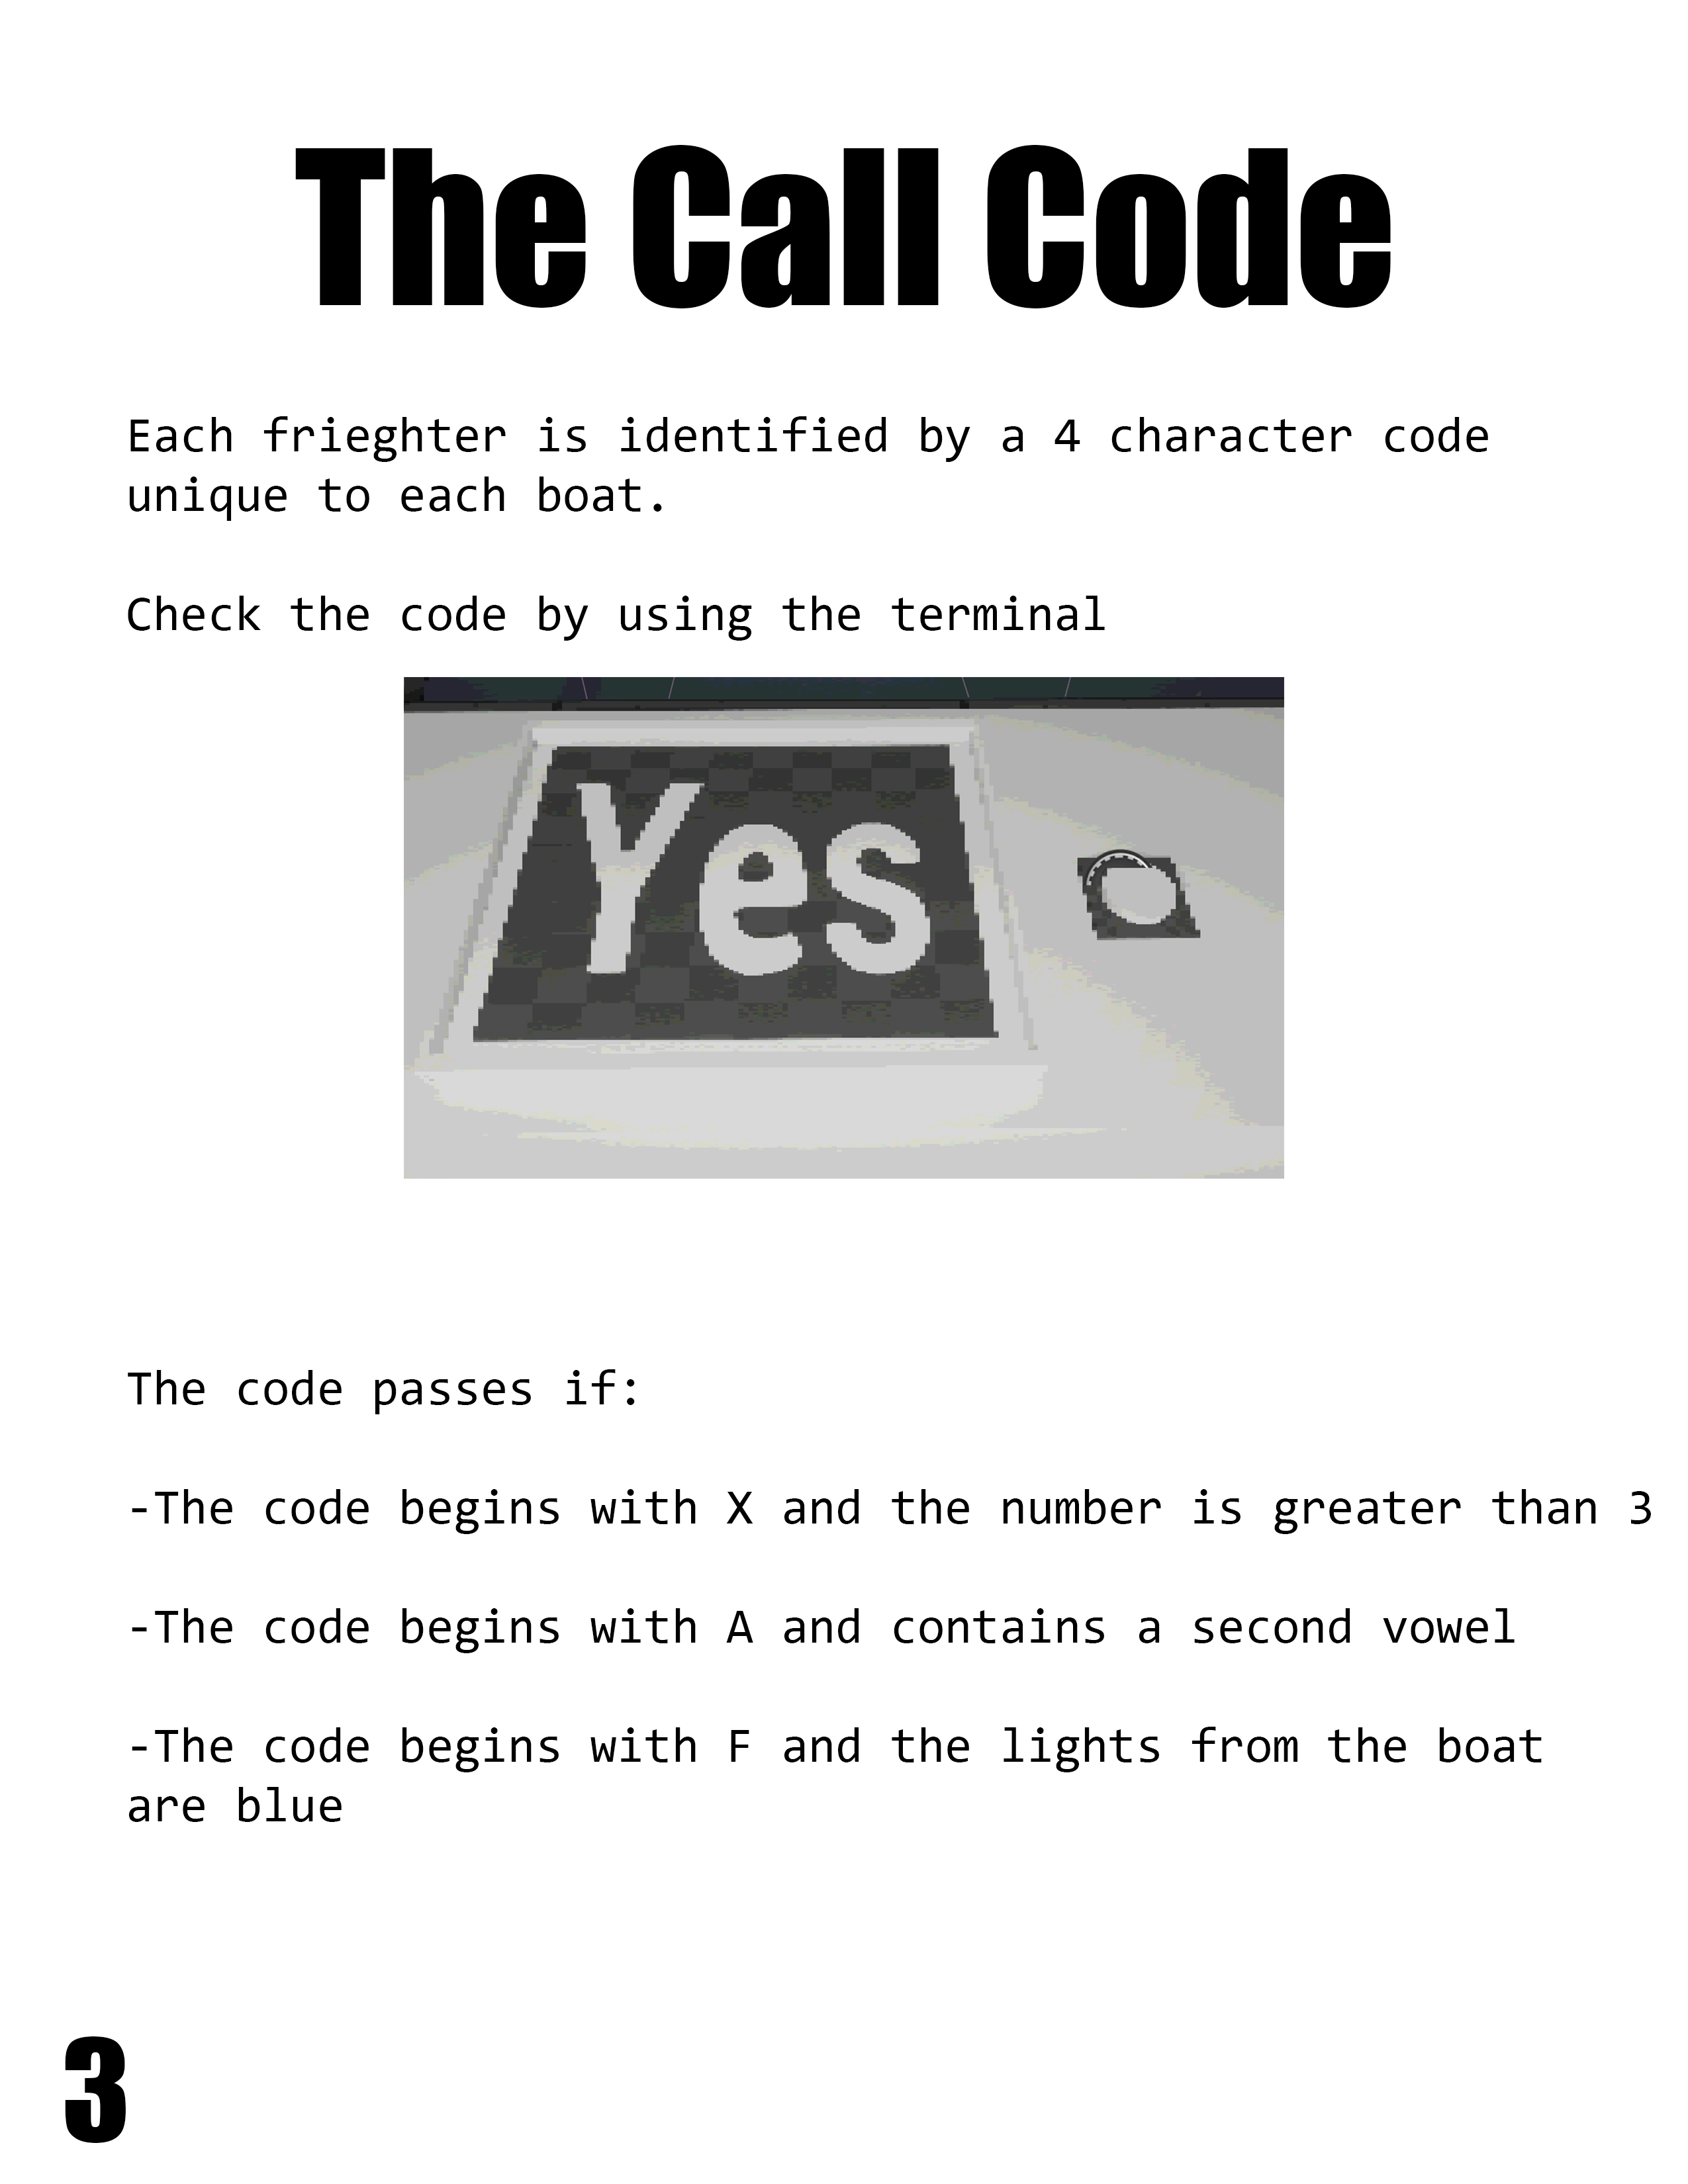 The Call Code
Each frieghter is identified by a 4 character code
unique to each boat.
Check the code by using the terminal
Yes
The code passes if:
-The code begins with X and the number is greater than 3
-The code begins with A and contains a second vowel
-The code begins with F and the lights from the boat
are blue
3